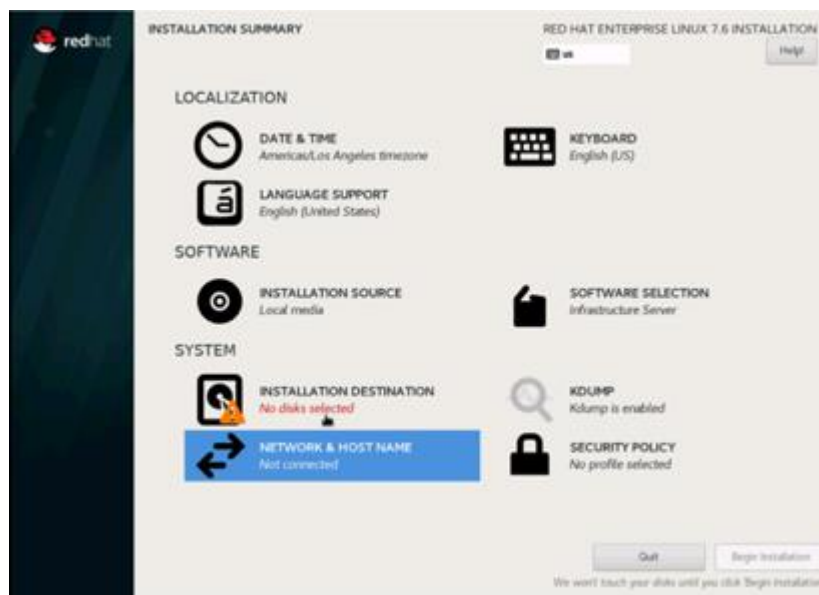 redhat
INSTALLATION SUMMARY
RED HAT ENTERPRISE LINUX 7.6 INSTALLATION
us
Help!
LOCALIZATION
DATE & TIME
Americas/Los Angeles timezone
KEYBOARD
English (US)
LANGUAGE SUPPORT
English (United States)
SOFTWARE
INSTALLATION SOURCE
Local media
SOFTWARE SELECTION
Infrastructure Server
SYSTEM
INSTALLATION DESTINATION
No disks selected
KDUMP
Kdump is enabled
NETWORK & HOST NAME
Not connected
SECURITY POLICY
No profile selected
Quit
Begin Installation
We won't touch your disks until you click 'Begin Installation